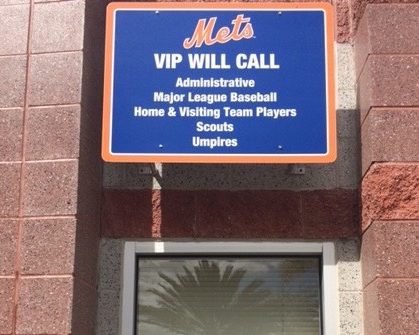 Mets
VIP WILL CALL
Administrative
Major League Baseball
Home & Visiting Team Players
Scouts
Umpires